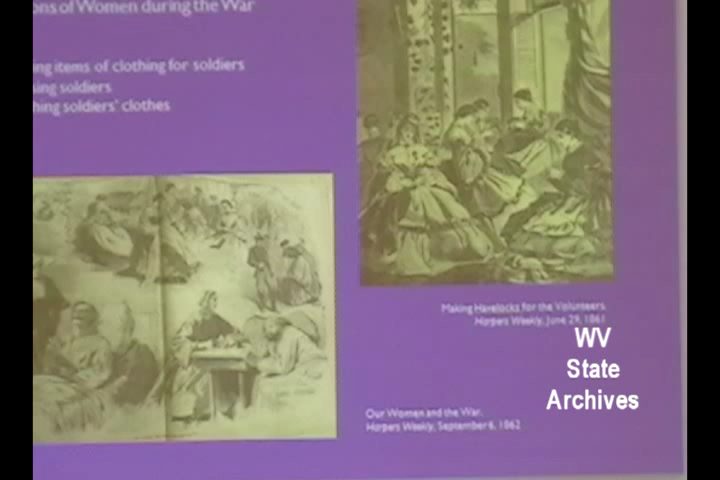 ons of Women during the War
ing items of clothing for soldiers
sing soldiers
hing soldiers' clothes
Making Havelocks for the Volunteers
Harpers Weekly, June 29, 1861
WV
State
Archives
Our Women and the War.
Harpers Weekly, September 6, 1862